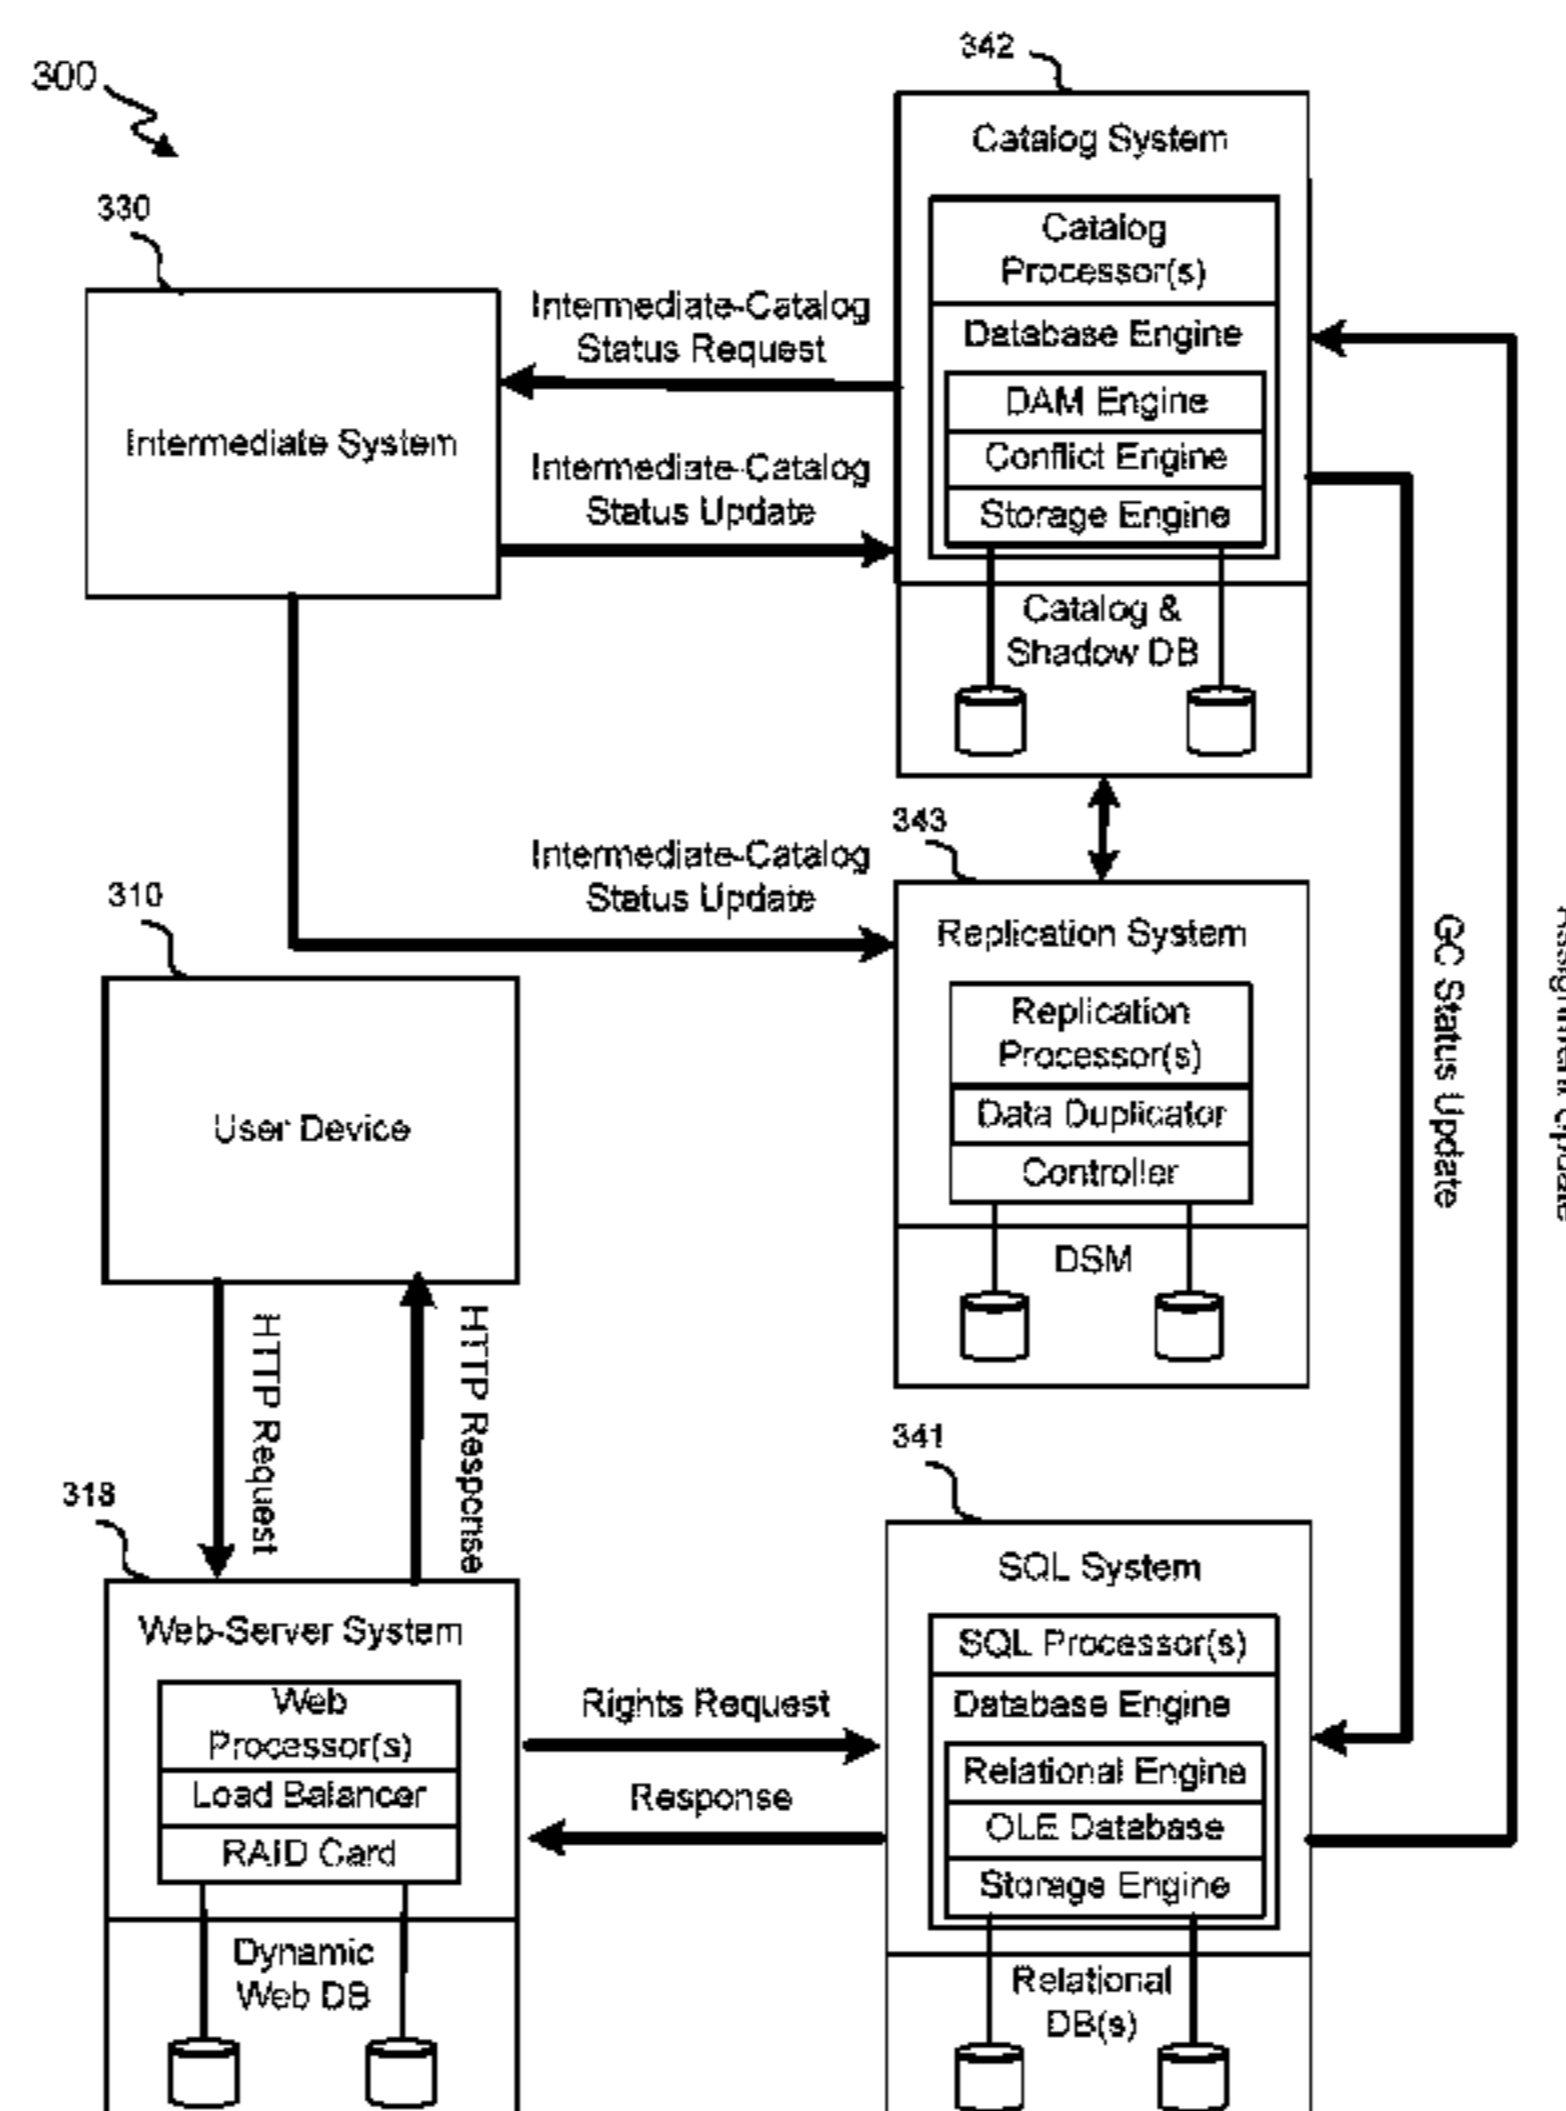 300
342
Catalog System
Catalog
Processor(s)
Database Engine
DAM Engine
Conflict Engine
Storage Engine
Catalog &
Shadow DB
330
Intermediate System
Intermediate-Catalog
Status Request
Intermediate-Catalog
Status Update
Intermediate-Catalog
Status Update
343
Replication System
Replication
Processor(s)
Data Duplicator
Controller
DSM
GC Status Update
310
User Device
HTTP Request
HTTP Response
318
Web-Server System
Web
Processor(s)
Load Balancer
RAID Card
Dynamic
Web DB
Rights Request
Response
341
SQL System
SQL Processor(s)
Database Engine
Relational Engine
OLE Database
Storage Engine
Relational
DB(s)